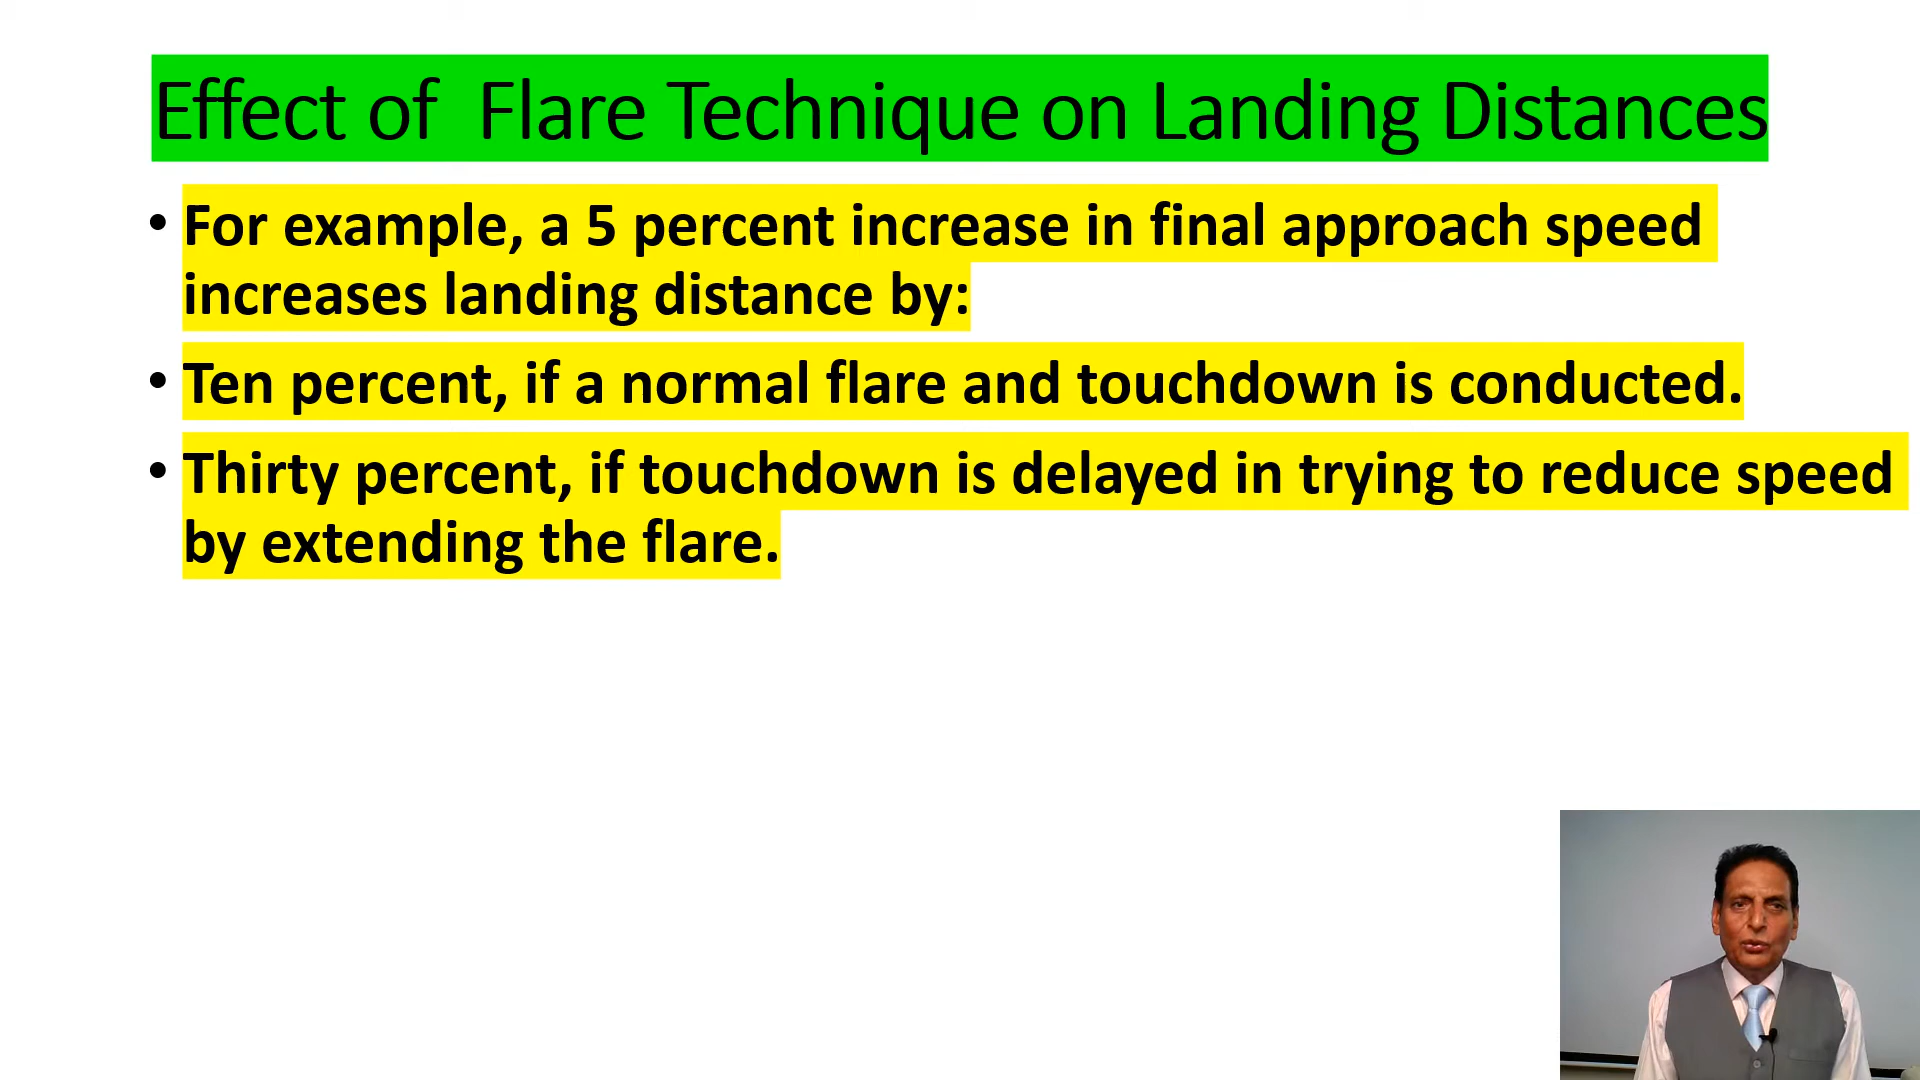 Effect of  Flare Technique on Landing Distances
• For example, a 5 percent increase in final approach speed
increases landing distance by:
• Ten percent, if a normal flare and touchdown is conducted.
• Thirty percent, if touchdown is delayed in trying to reduce speed
by extending the flare.